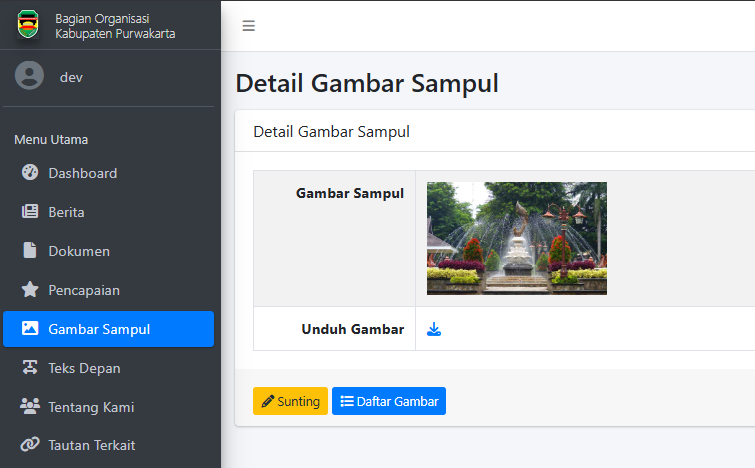 Bagian Organisasi
Kabupaten Purwakarta
dev
Menu Utama
Dashboard
Berita
Dokumen
Pencapaian
Gambar Sampul
Teks Depan
Tentang Kami
Tautan Terkait
Detail Gambar Sampul
Detail Gambar Sampul
Gambar Sampul
Unduh Gambar
Sunting
Daftar Gambar